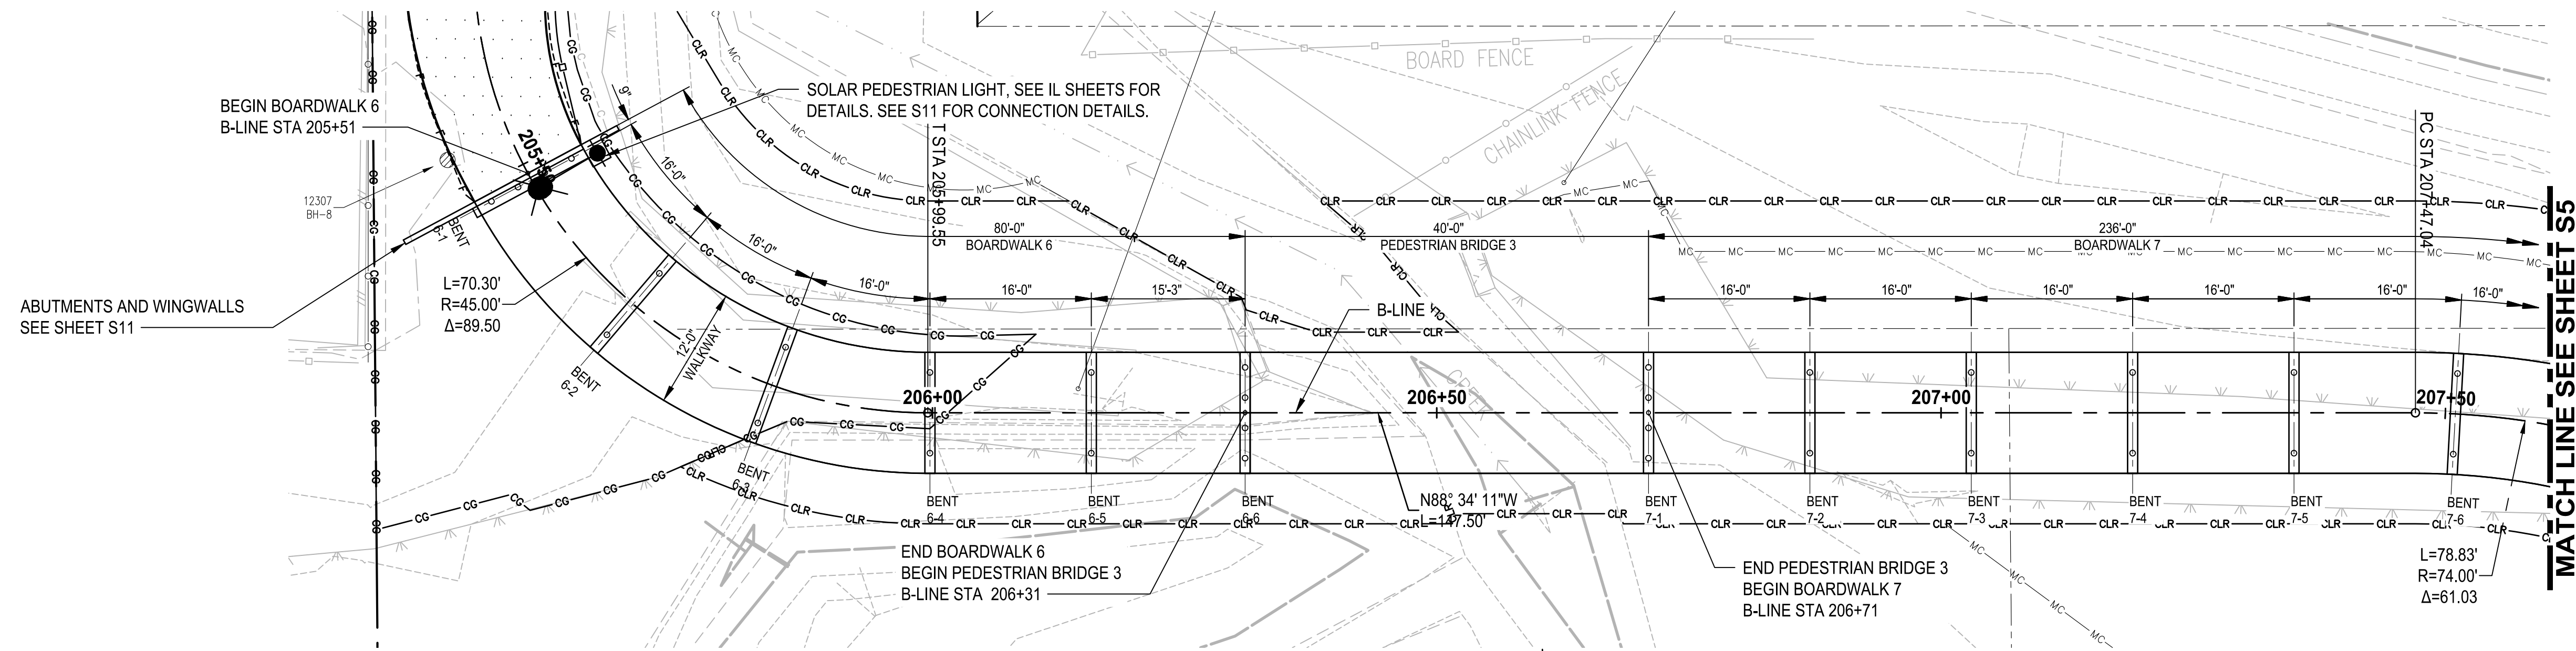 BOARD FENCE
CHAINLINK FENCE
BEGIN BOARDWALK 6
B-LINE STA 205+51
SOLAR PEDESTRIAN LIGHT, SEE IL SHEETS FOR
DETAILS. SEE S11 FOR CONNECTION DETAILS.
9"
205+50
12307
BH-8
BENT
6-1
16'-0"
16'-0"
16'-0"
T STA 205+99.55
PC STA 207+47.04
80'-0"
BOARDWALK 6
40'-0"
PEDESTRIAN BRIDGE 3
236'-0"
BOARDWALK 7
MATCH LINE SEE SHEET S5
ABUTMENTS AND WINGWALLS
SEE SHEET S11
L=70.30'
R=45.00'
Δ=89.50
16'-0"
15'-3"
B-LINE
16'-0"
16'-0"
16'-0"
16'-0"
16'-0"
16'-0"
12'-0"
WALKWAY
BENT
6-2
BENT
6-3
206+00
206+50
207+00
207+50
CREEK
BENT
6-4
BENT
6-5
BENT
6-6
N88° 34' 11"W
L=147.50'
BENT
7-1
BENT
7-2
BENT
7-3
BENT
7-4
BENT
7-5
BENT
7-6
END BOARDWALK 6
BEGIN PEDESTRIAN BRIDGE 3
B-LINE STA 206+31
END PEDESTRIAN BRIDGE 3
BEGIN BOARDWALK 7
B-LINE STA 206+71
L=78.83'
R=74.00'
Δ=61.03
CG
CLR
MC